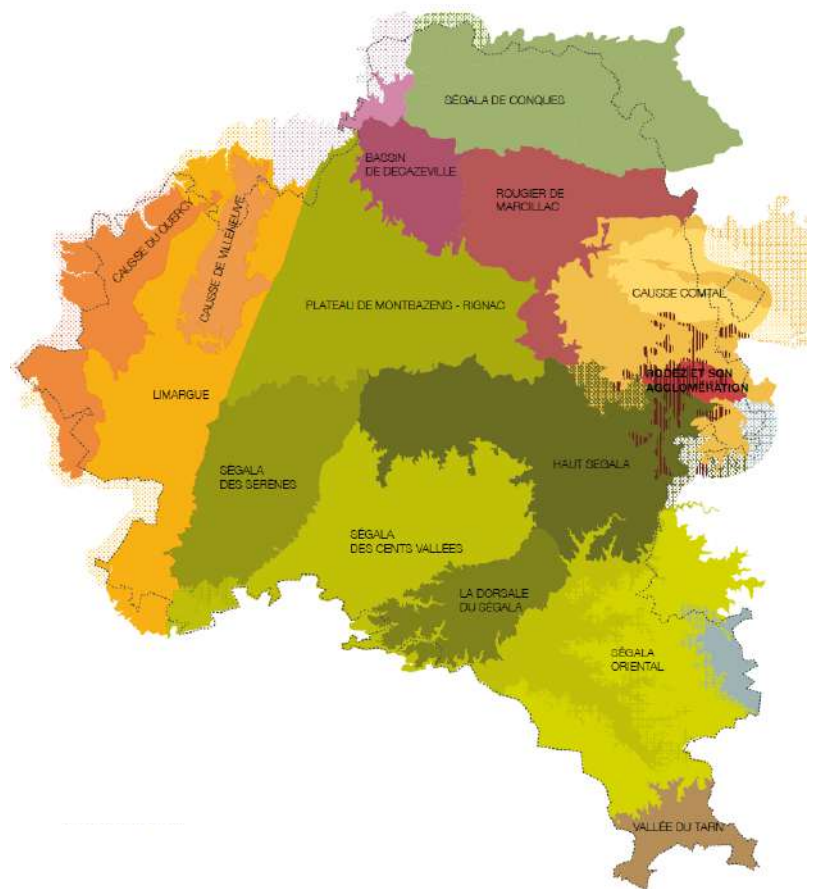 SÉGALA DE CONQUES
BASSIN
DE DECAZEVILLE
ROUGIER DE
MARCILLAC
CAUSSE DU QUERCY
CAUSSE DE VILLENEUVE
CAUSSE COMTAL
PLATEAU DE MONTBAZENS - RIGNAC
RODEZ ET SON
AGGLOMÉRATION
LIMARGUE
HAUT SÉGALA
SÉGALA
DES SERÈNES
SÉGALA
DES CENTS VALLÉES
LA DORSALE
DU SÉGALA
SÉGALA
ORIENTAL
VALLÉE DU TARN